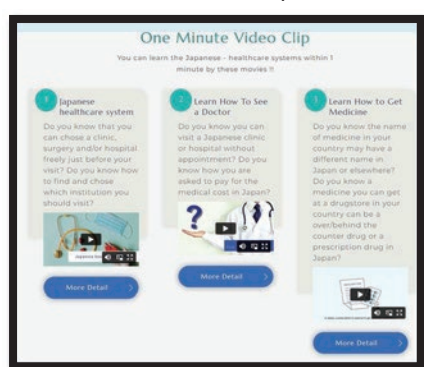 One Minute Video Clip
You can learn the Japanese - healthcare systems within 1
minute by these movies !!
1
Japanese
healthcare system
Do you know that you
can chose a clinic,
surgery and/or hospital
freely just before your
visit? Do you know how
to find and chose
which institution you
should visit?
More Detail
2
Learn How To See
a Doctor
Do you know you can
visit a Japanese clinic
or hospital without
appointment? Do you
know how you are
asked to pay for the
medical cost in Japan?
More Detail
3
Learn How to Get
Medicine
Do you know the name
of medicine in your
country may have a
different name in
Japan or elsewhere?
Do you know a
medicine you can get
at a drugstore in your
country can be a
over/behind the
counter drug or a
prescription drug in
Japan?
More Detail